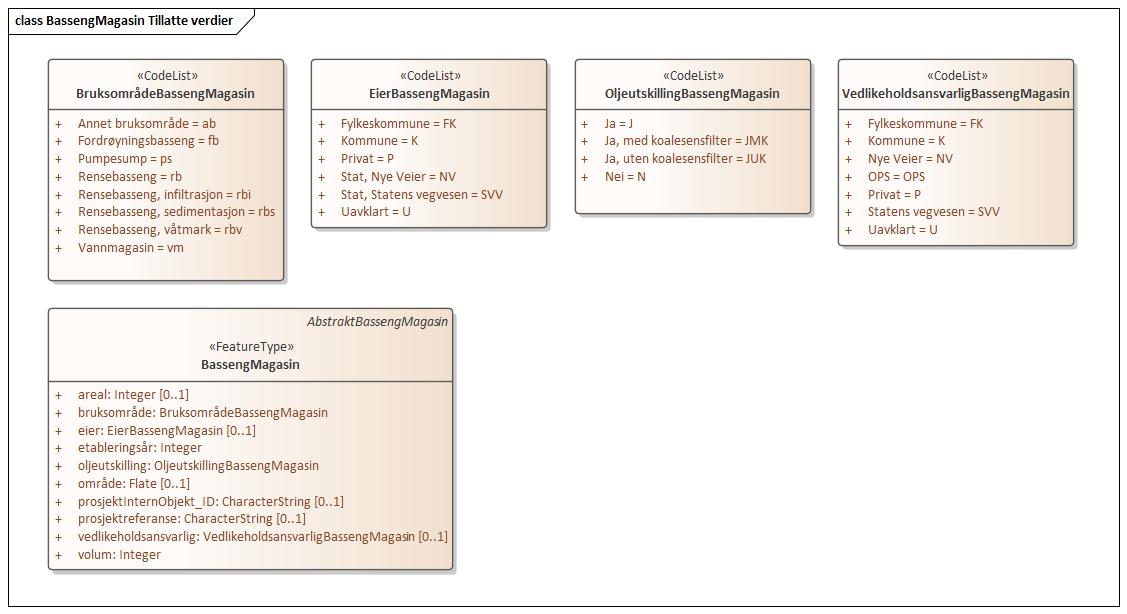 class BassengMagasin Tillatte verdier
«CodeList»
BruksområdeBassengMagasin
+ Annet bruksområde = ab
+ Fordrøyningsbasseng = fb
+ Pumpesump = ps
+ Rensebasseng = rb
+ Rensebasseng, infiltrasjon = rbi
+ Rensebasseng, sedimentasjon = rbs
+ Rensebasseng, våtmark = rbv
+ Vannmagasin = vm
«CodeList»
EierBassengMagasin
+ Fylkeskommune = FK
+ Kommune = K
+ Privat = P
+ Stat, Nye Veier = NV
+ Stat, Statens vegvesen = SVV
+ Uavklart = U
«CodeList»
OljeutskillingBassengMagasin
+ Ja = J
+ Ja, med koalesensfilter = JMK
+ Ja, uten koalesensfilter = JUK
+ Nei = N
«CodeList»
VedlikeholdsansvarligBassengMagasin
+ Fylkeskommune = FK
+ Kommune = K
+ Nye Veier = NV
+ OPS = OPS
+ Privat = P
+ Statens vegvesen = SVV
+ Uavklart = U
AbstraktBassengMagasin
«FeatureType»
BassengMagasin
+ areal: Integer [0..1]
+ bruksområde: BruksområdeBassengMagasin
+ eier: EierBassengMagasin [0..1]
+ etableringsår: Integer
+ oljeutskilling: OljeutskillingBassengMagasin
+ område: Flate [0..1]
+ prosjektInternObjekt_ID: CharacterString [0..1]
+ prosjektreferanse: CharacterString [0..1]
+ vedlikeholdsansvarlig: VedlikeholdsansvarligBassengMagasin [0..1]
+ volum: Integer